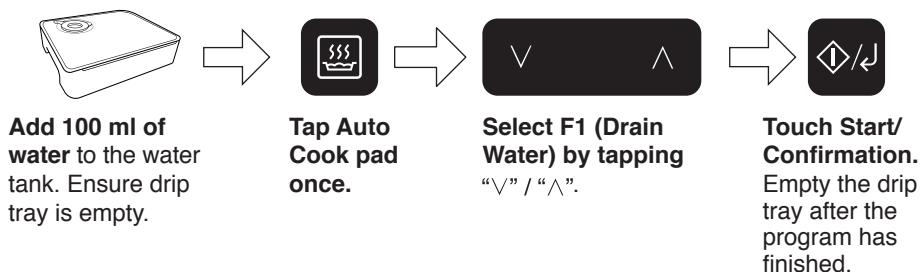 Add 100 ml of
water to the water
tank. Ensure drip
tray is empty.
Tap Auto
Cook pad
once.
Select F1 (Drain
Water) by tapping
“∨” / “∧”.
Touch Start/
Confirmation.
Empty the drip
tray after the
program has
finished.